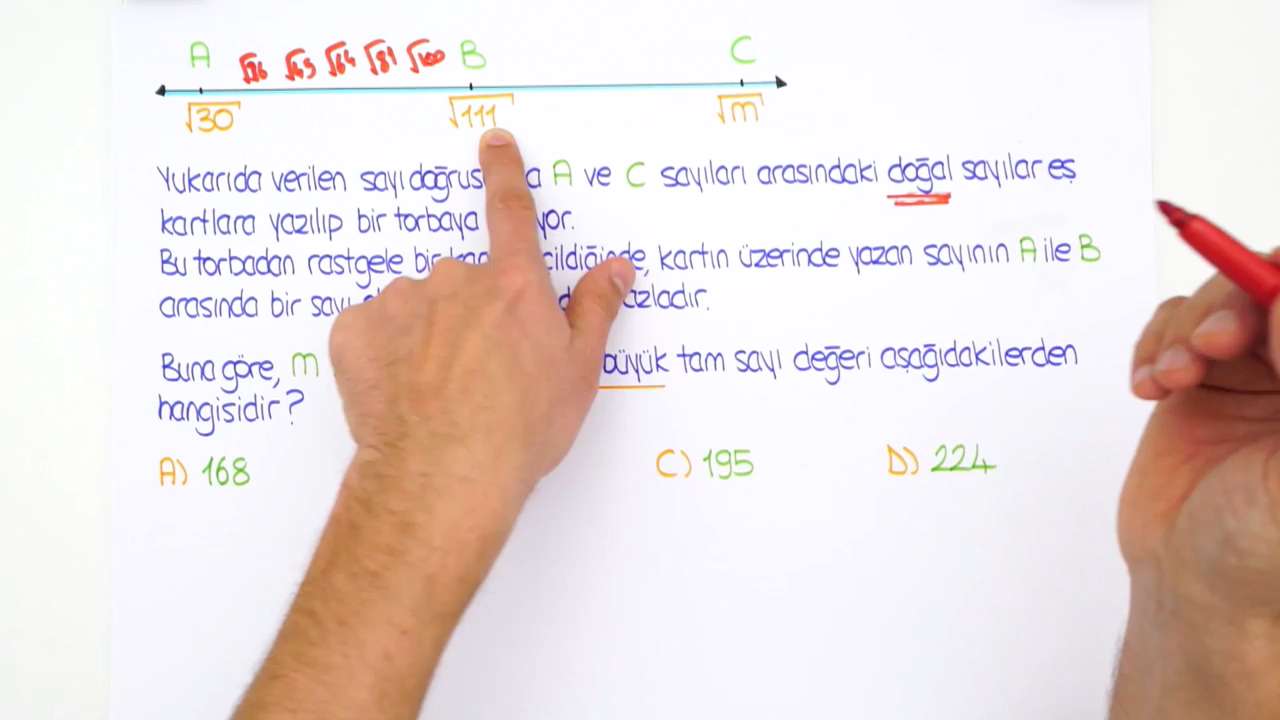 A √36 √49 √64 √81 √100 B C
√30 √111 √m
Yukarıda verilen sayı doğrus a A ve C sayıları arasındaki doğal sayılar eş
kartlara yazılıp bir torbaya yor.
Bu torbadan rastgele bir çildiğinde, kartın üzerinde yazan sayının A ile B
arasında bir sayı azladır.
Buna göre, m büyük tam sayı değeri aşağıdakilerden
hangisidir?
A) 168 C) 195 D) 224